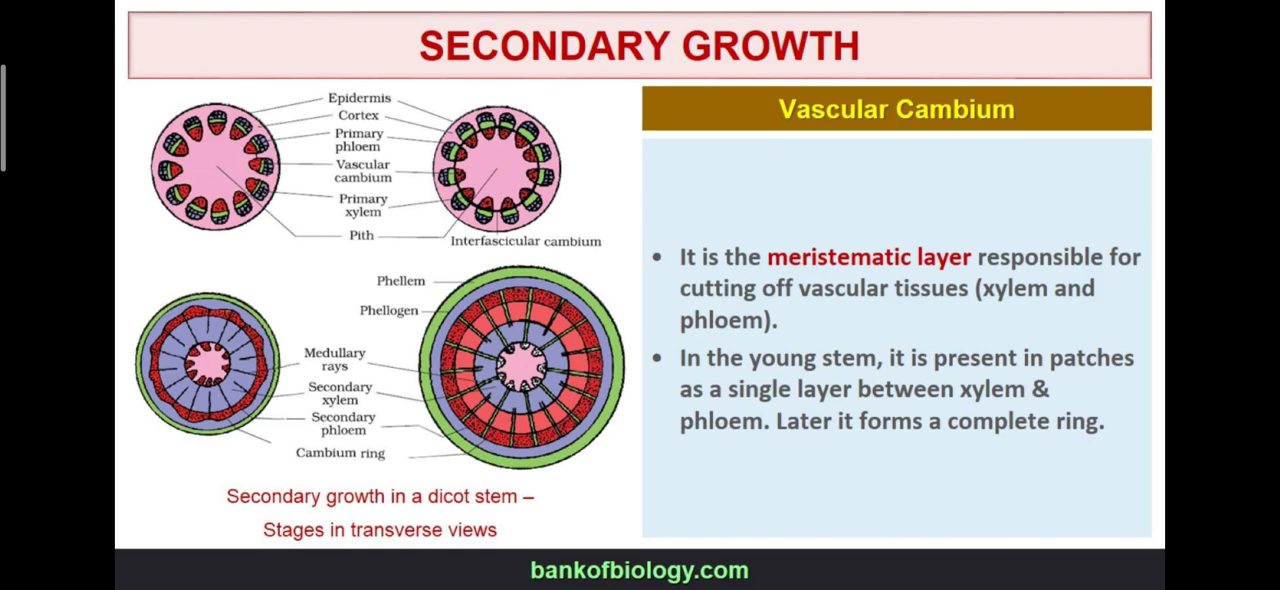 SECONDARY GROWTH
Epidermis
Cortex
Primary
phloem
Vascular
cambium
Primary
xylem
Pith
Interfascicular cambium
Phellem
Phellogen
Medullary
rays
Secondary
xylem
Secondary
phloem
Cambium ring
Secondary growth in a dicot stem –
Stages in transverse views
Vascular Cambium
• It is the meristematic layer responsible for
cutting off vascular tissues (xylem and
phloem).
• In the young stem, it is present in patches
as a single layer between xylem &
phloem. Later it forms a complete ring.
bankofbiology.com